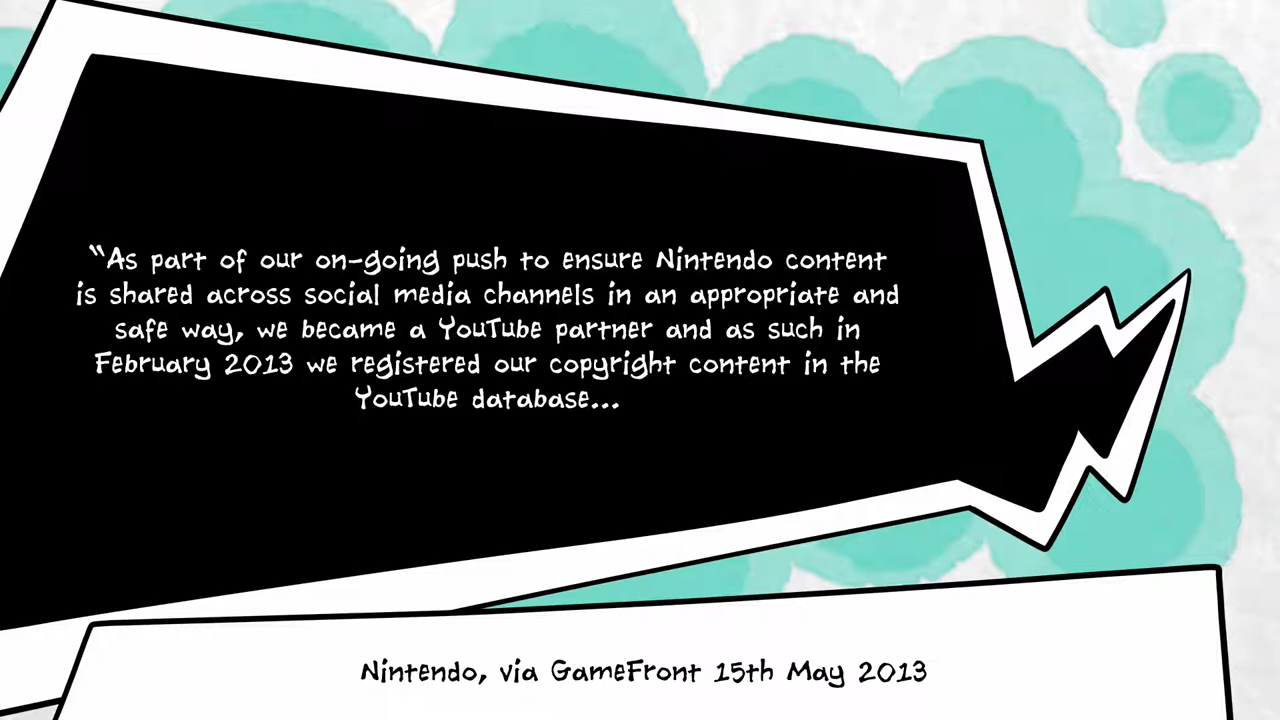 “As part of our on-going push to ensure Nintendo content
is shared across social media channels in an appropriate and
safe way, we became a YouTube partner and as such in
February 2013 we registered our copyright content in the
YouTube database...
Nintendo, via GameFront 15th May 2013